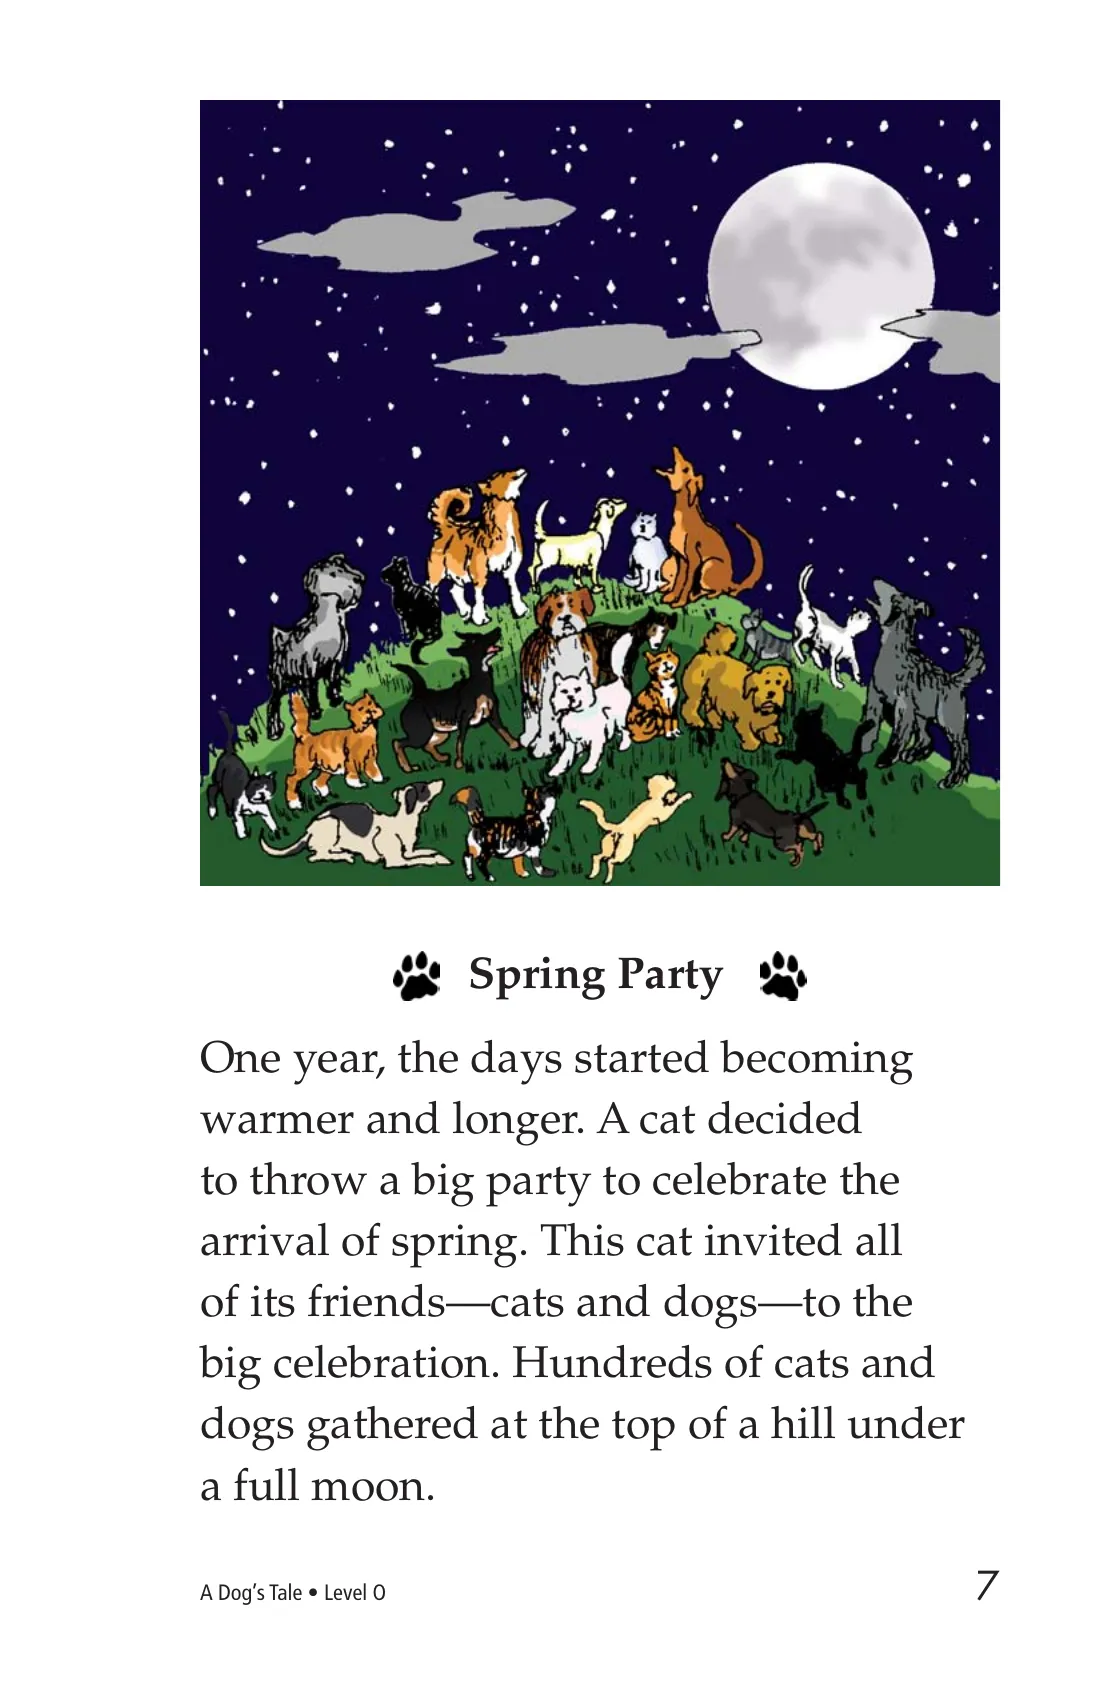 Spring Party
One year, the days started becoming
warmer and longer. A cat decided
to throw a big party to celebrate the
arrival of spring. This cat invited all
of its friends—cats and dogs—to the
big celebration. Hundreds of cats and
dogs gathered at the top of a hill under
a full moon.
A Dog’s Tale • Level O
7